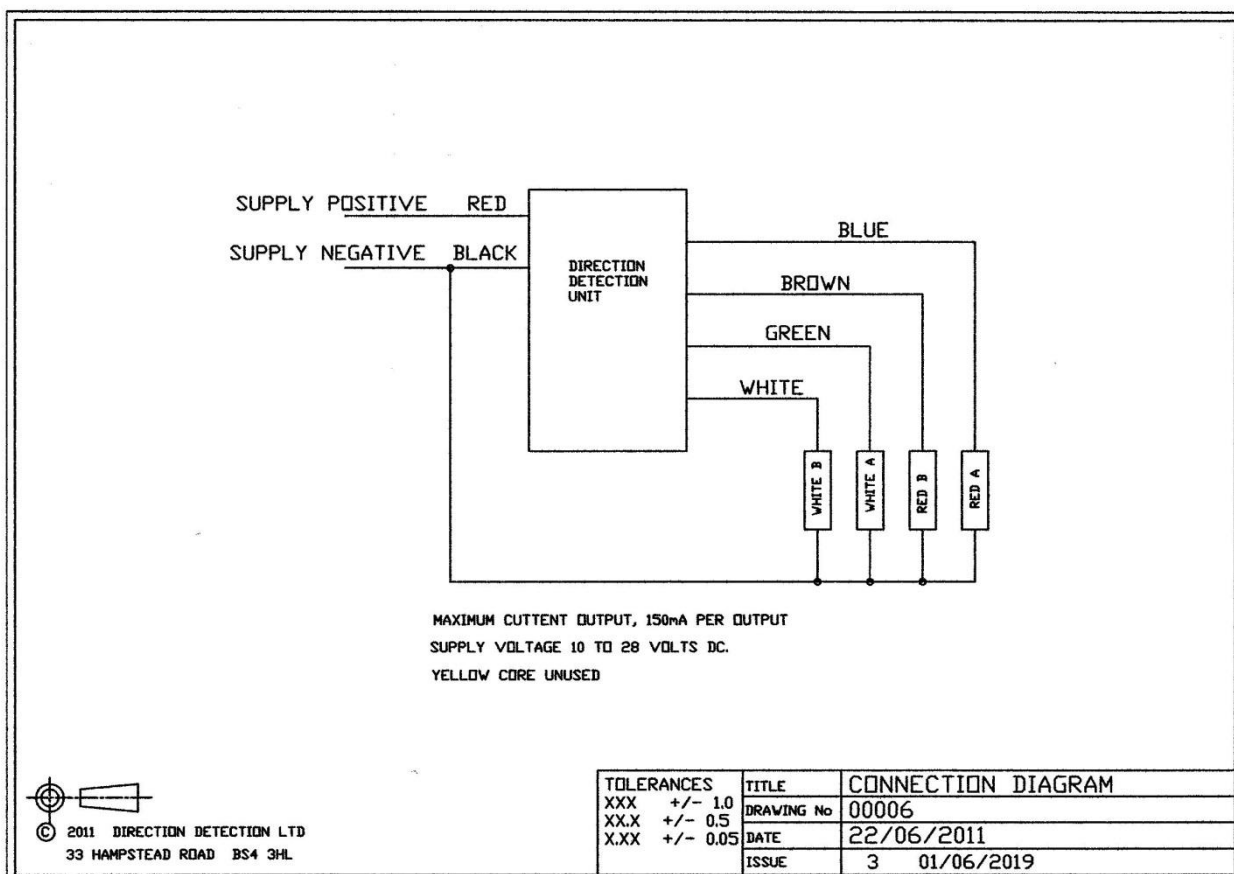 SUPPLY POSITIVE RED
SUPPLY NEGATIVE BLACK
DIRECTION
DETECTION
UNIT
BLUE
BROWN
GREEN
WHITE
WHITE B
WHITE A
RED B
RED A
MAXIMUM CUTTENT OUTPUT, 150mA PER OUTPUT
SUPPLY VOLTAGE 10 TO 28 VOLTS DC.
YELLOW CORE UNUSED
© 2011 DIRECTION DETECTION LTD
33 HAMPSTEAD ROAD BS4 3HL
TOLERANCES
XXX +/- 1.0
XX.X +/- 0.5
X.XX +/- 0.05
TITLE CONNECTION DIAGRAM
DRAWING No 00006
DATE 22/06/2011
ISSUE 3 01/06/2019